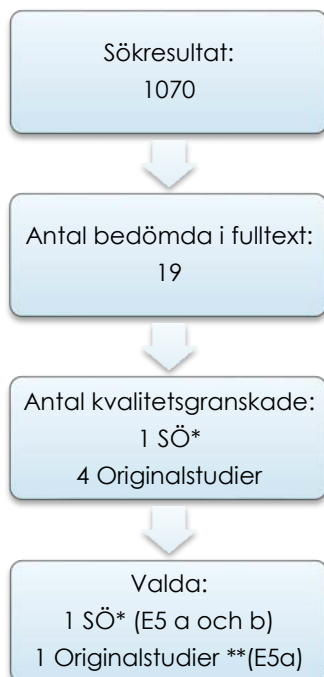 Sökresultat:
1070
Antal bedömda i fulltext:
19
Antal kvalitetsgranskade:
1 SÖ*
4 Originalstudier
Valda:
1 SÖ* (E5 a och b)
1 Originalstudier **(E5a)